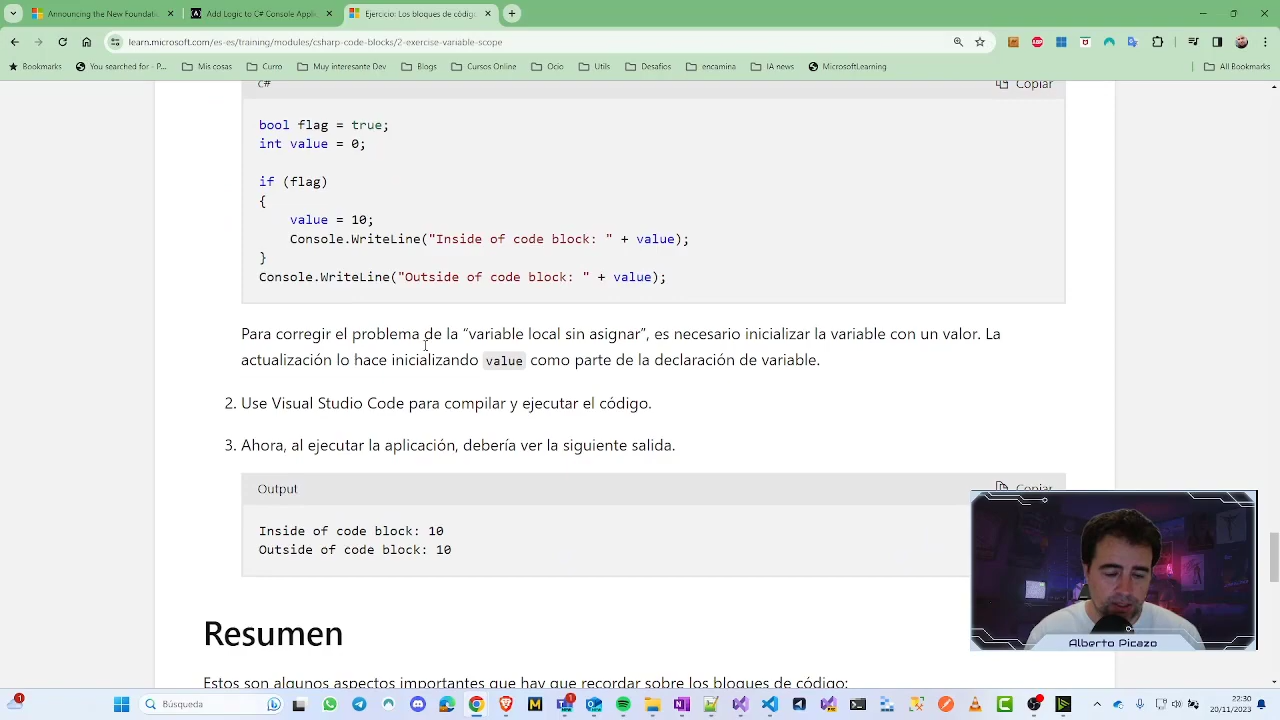 Announcing the New Foundati
Add Logic to C# Console Applic
Ejercicio: Los bloques de código
learn.microsoft.com/es-es/training/modules/csharp-code-blocks/2-exercise-variable-scope
Bookmarks
You searched for - P...
Mis cosas
Curro
Muy interesante Dev
Blogs
Cursos Online
Ocio
Utils
Desafios
encamina
IA news
MicrosoftLearning
All Bookmarks
C#
Copiar
bool flag = true;
int value = 0;
if (flag)
{
value = 10;
Console.WriteLine("Inside of code block: " + value);
}
Console.WriteLine("Outside of code block: " + value);
Para corregir el problema de la “variable local sin asignar”, es necesario inicializar la variable con un valor. La
actualización lo hace inicializando value como parte de la declaración de variable.
2. Use Visual Studio Code para compilar y ejecutar el código.
3. Ahora, al ejecutar la aplicación, debería ver la siguiente salida.
Output
Copiar
Inside of code block: 10
Outside of code block: 10
Resumen
Estos son algunos aspectos importantes que hay que recordar sobre los bloques de código:
Alberto Picazo
Búsqueda
22:30
20/11/2023